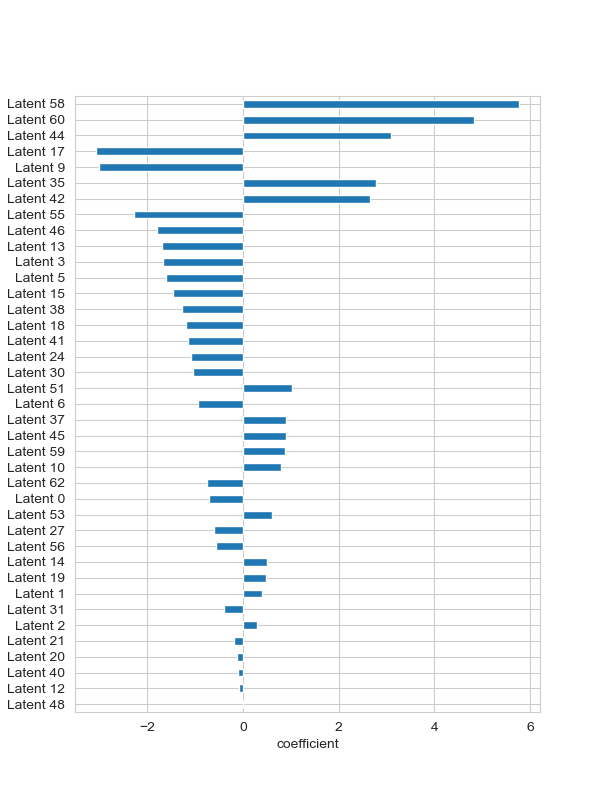 Latent 58
Latent 60
Latent 44
Latent 17
Latent 9
Latent 35
Latent 42
Latent 55
Latent 46
Latent 13
Latent 3
Latent 5
Latent 15
Latent 38
Latent 18
Latent 41
Latent 24
Latent 30
Latent 51
Latent 6
Latent 37
Latent 45
Latent 59
Latent 10
Latent 62
Latent 0
Latent 53
Latent 27
Latent 56
Latent 14
Latent 19
Latent 1
Latent 31
Latent 2
Latent 21
Latent 20
Latent 40
Latent 12
Latent 48
−2 0 2 4 6
coefficient